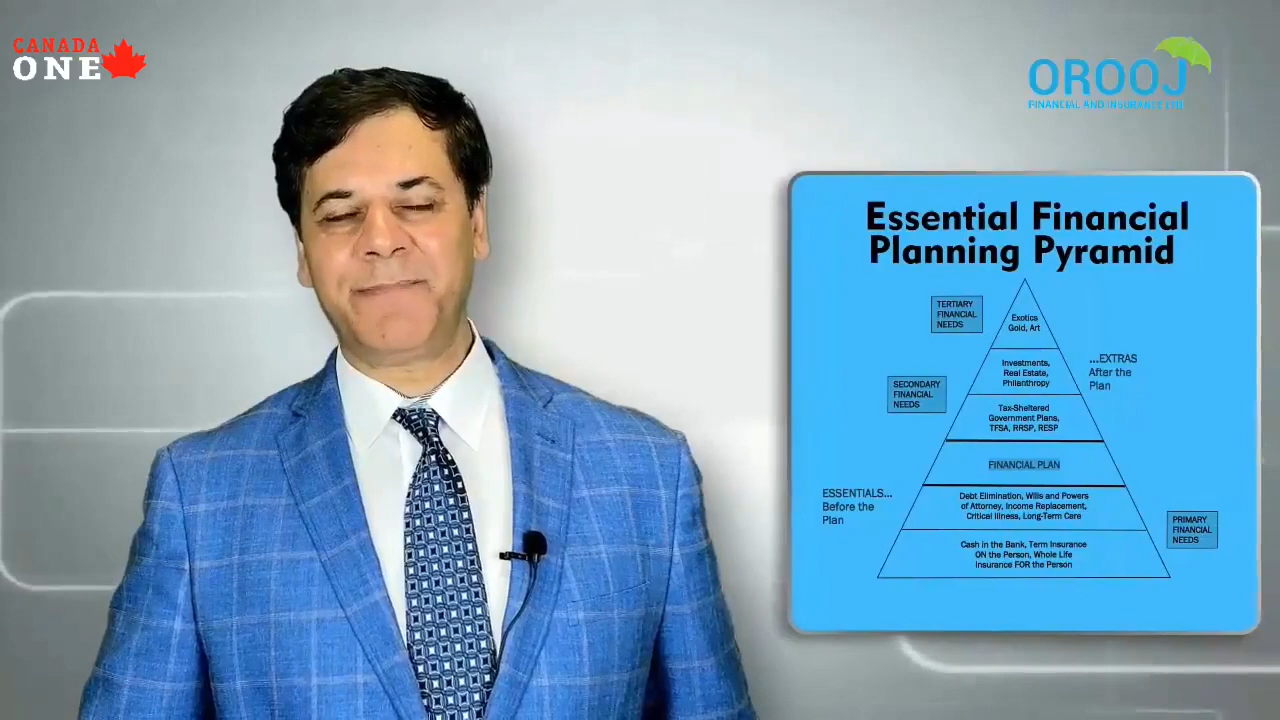 CANADA
ONE
OROOJ
FINANCIAL AND INSURANCE LTD.
Essential Financial
Planning Pyramid
TERTIARY
FINANCIAL
NEEDS
Exotics
Gold, Art
Investments,
Real Estate,
Philanthropy
...EXTRAS
After the
Plan
SECONDARY
FINANCIAL
NEEDS
Tax-Sheltered
Government Plans,
TFSA, RRSP, RESP
FINANCIAL PLAN
ESSENTIALS...
Before the
Plan
Debt Elimination, Wills and Powers
of Attorney, Income Replacement,
Critical Illness, Long-Term Care
PRIMARY
FINANCIAL
NEEDS
Cash in the Bank, Term Insurance
ON the Person, Whole Life
Insurance FOR the Person